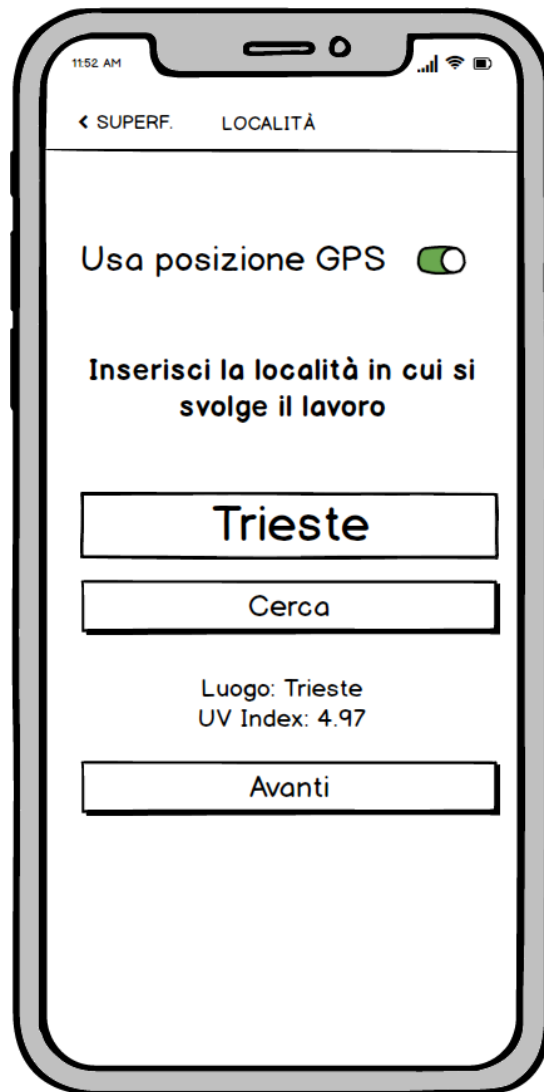 11:52 AM
< SUPERF. LOCALITÀ
Usa posizione GPS
Inserisci la località in cui si
svolge il lavoro
Trieste
Cerca
Luogo: Trieste
UV Index: 4.97
Avanti